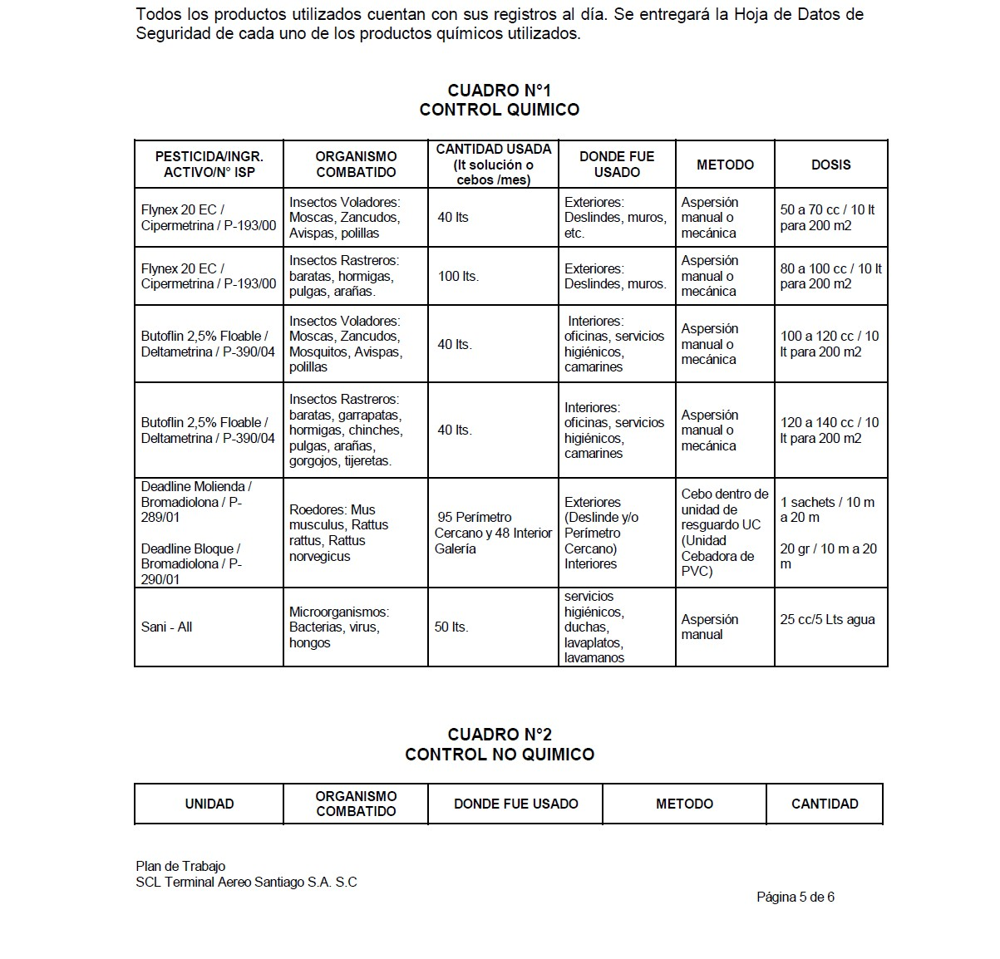 Todos los productos utilizados cuentan con sus registros al día. Se entregará la Hoja de Datos de
Seguridad de cada uno de los productos químicos utilizados.
CUADRO N°1
CONTROL QUIMICO
PESTICIDA/INGR.
ACTIVO/N° ISP
ORGANISMO
COMBATIDO
CANTIDAD USADA
(lt solución o
cebos /mes)
DONDE FUE
USADO
METODO
DOSIS
Flynex 20 EC /
Cipermetrina / P-193/00
Insectos Voladores:
Moscas, Zancudos,
Avispas, polillas
40 lts
Exteriores:
Deslindes, muros,
etc.
Aspersión
manual o
mecánica
50 a 70 cc / 10 lt
para 200 m2
Flynex 20 EC /
Cipermetrina / P-193/00
Insectos Rastreros:
baratas, hormigas,
pulgas, arañas.
100 lts.
Exteriores:
Deslindes, muros.
Aspersión
manual o
mecánica
80 a 100 cc / 10 lt
para 200 m2
Butoflin 2,5% Floable /
Deltametrina / P-390/04
Insectos Voladores:
Moscas, Zancudos,
Mosquitos, Avispas,
polillas
40 lts.
Interiores:
oficinas, servicios
higiénicos,
camarines
Aspersión
manual o
mecánica
100 a 120 cc / 10
lt para 200 m2
Butoflin 2,5% Floable /
Deltametrina / P-390/04
Insectos Rastreros:
baratas, garrapatas,
hormigas, chinches,
pulgas, arañas,
gorgojos, tijeretas.
40 lts.
Interiores:
oficinas, servicios
higiénicos,
camarines
Aspersión
manual o
mecánica
120 a 140 cc / 10
lt para 200 m2
Deadline Molienda /
Bromadiolona / P-
289/01
Deadline Bloque /
Bromadiolona / P-
290/01
Roedores: Mus
musculus, Rattus
rattus, Rattus
norvegicus
95 Perímetro
Cercano y 48 Interior
Galería
Exteriores
(Deslinde y/o
Perímetro
Cercano)
Interiores
Cebo dentro de
unidad de
resguardo UC
(Unidad
Cebadora de
PVC)
1 sachets / 10 m
a 20 m
20 gr / 10 m a 20
m
Sani - All
Microorganismos:
Bacterias, virus,
hongos
50 lts.
servicios
higiénicos,
duchas,
lavaplatos,
lavamanos
Aspersión
manual
25 cc/5 Lts agua
CUADRO N°2
CONTROL NO QUIMICO
UNIDAD
ORGANISMO
COMBATIDO
DONDE FUE USADO
METODO
CANTIDAD
Plan de Trabajo
SCL Terminal Aereo Santiago S.A. S.C
Página 5 de 6